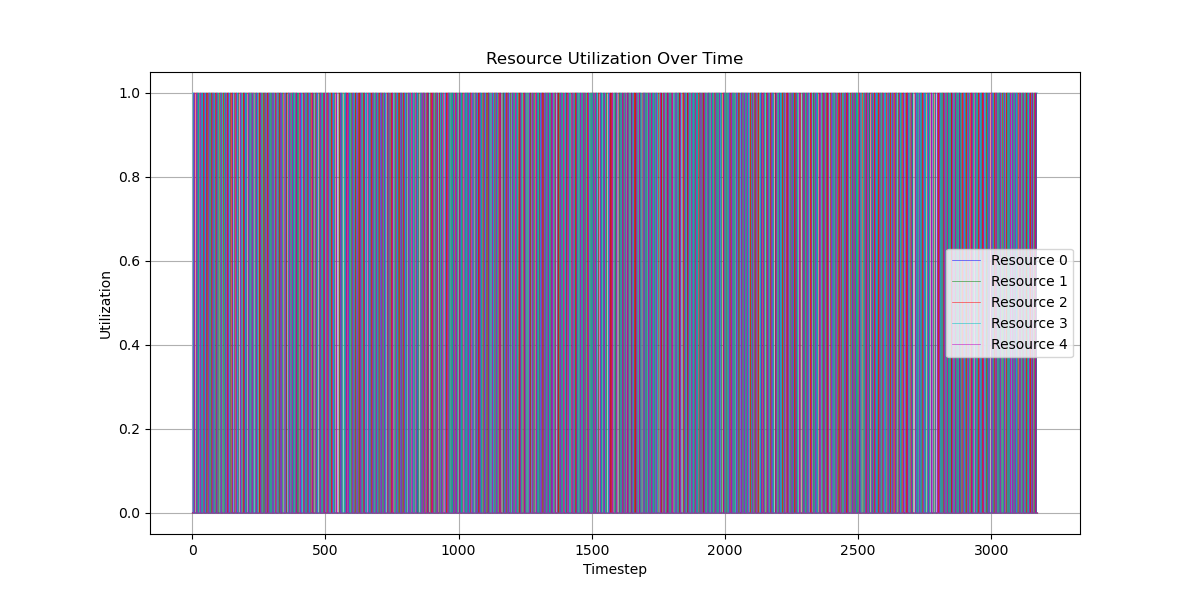 Resource Utilization Over Time
1.0
0.8
0.6
0.4
0.2
0.0
Utilization
Resource 0
Resource 1
Resource 2
Resource 3
Resource 4
0 500 1000 1500 2000 2500 3000
Timestep